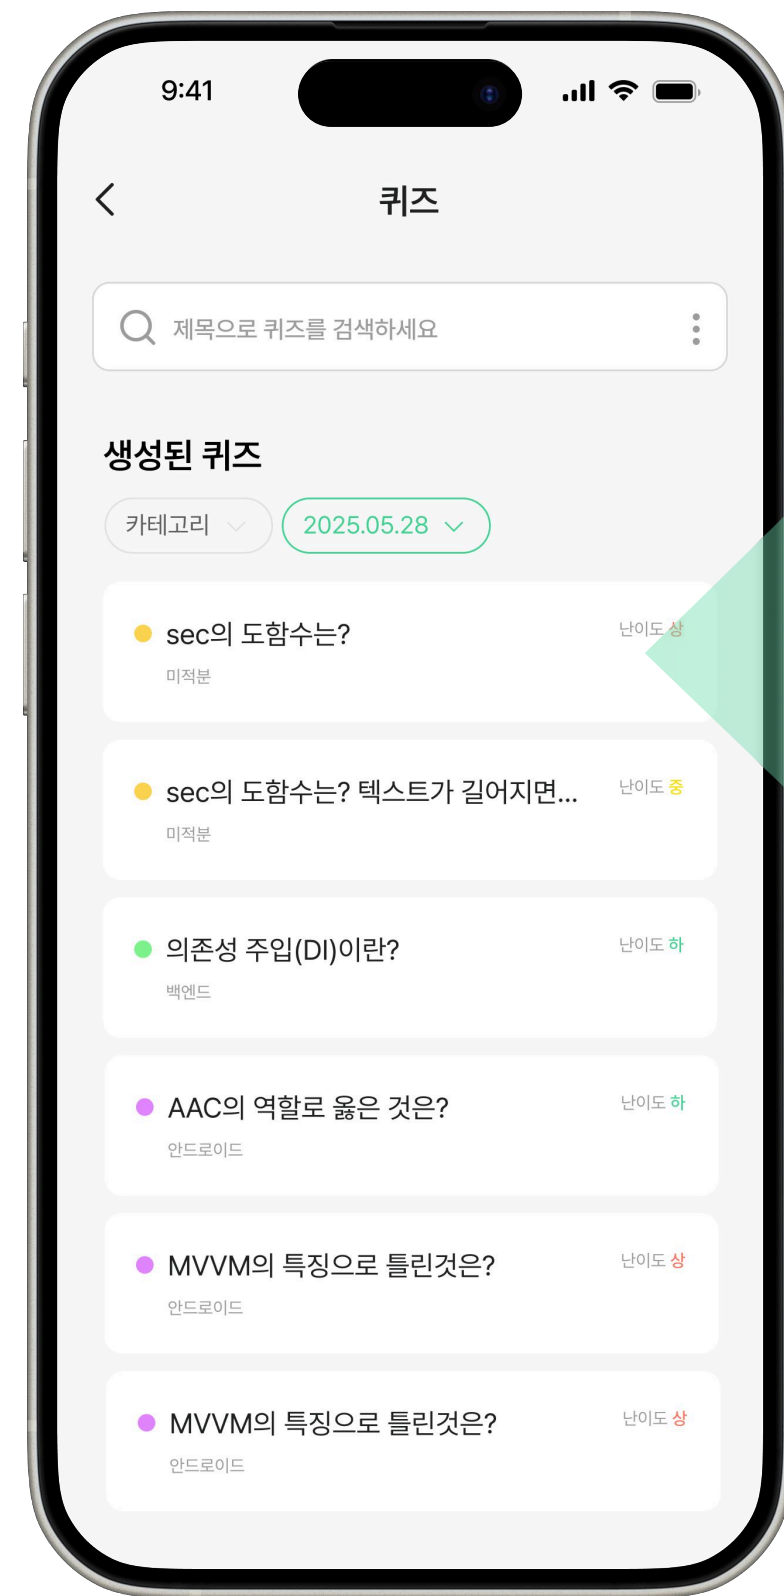 9:41
퀴즈
제목으로 퀴즈를 검색하세요
생성된 퀴즈
카테고리
2025.05.28
sec의 도함수는?
난이도 상
미적분
sec의 도함수는? 텍스트가 길어지면...
난이도 중
미적분
의존성 주입(DI)이란?
난이도 하
백엔드
AAC의 역할로 옳은 것은?
난이도 하
안드로이드
MVVM의 특징으로 틀린것은?
난이도 상
안드로이드
MVVM의 특징으로 틀린것은?
난이도 상
안드로이드